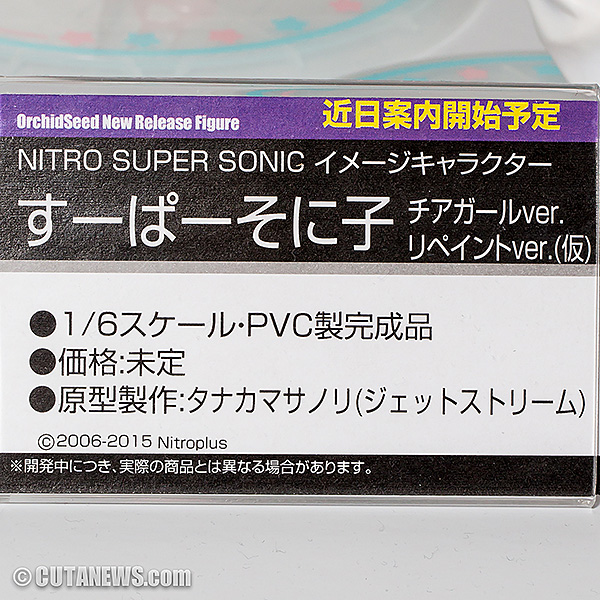 OrchidSeed New Release Figure 近日案内開始予定
NITRO SUPER SONIC イメージキャラクター
すーぱーそに子 チアガールver.
リペイントver.(仮)
●1/6スケール・PVC製完成品
●価格:未定
●原型製作:タナカマサノリ(ジェットストリーム)
©2006-2015 Nitroplus
※開発中につき、実際の商品とは異なる場合があります。
© CUTANEWS.com